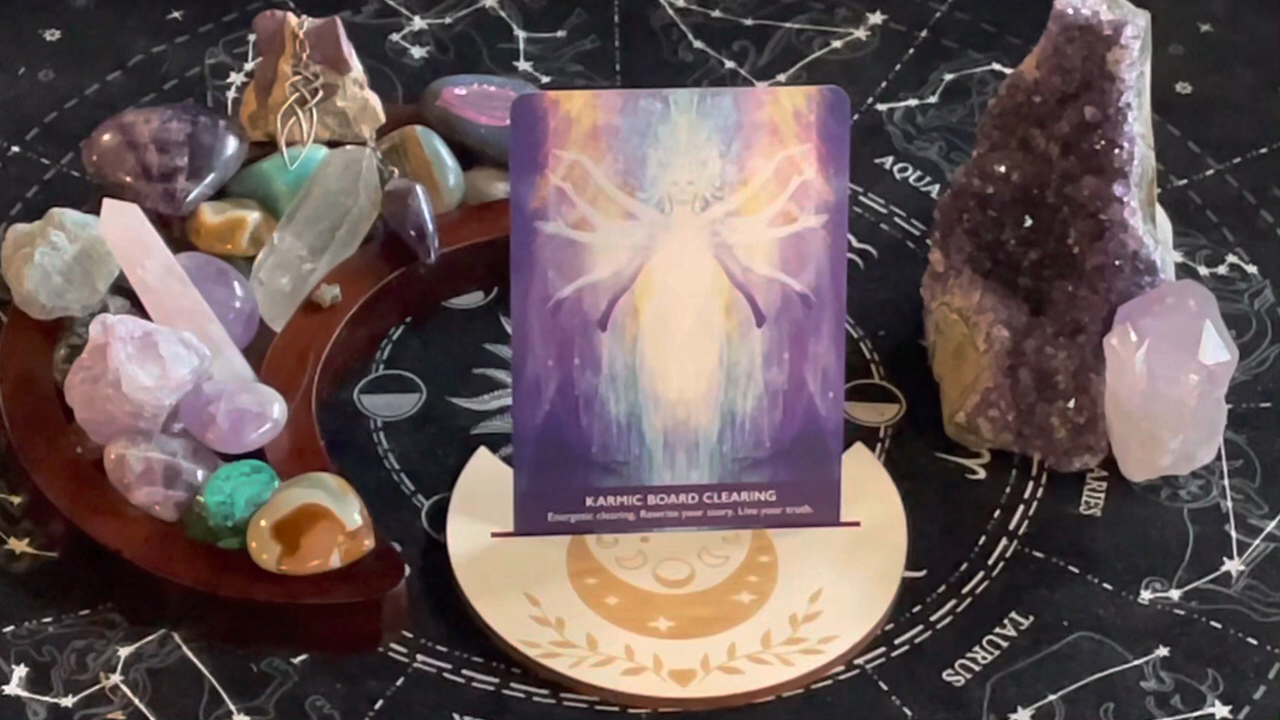 AQUA
KARMIC BOARD CLEARING
Energetic clearing. Rewrite your story. Live your truth.
ARIES
TAURUS